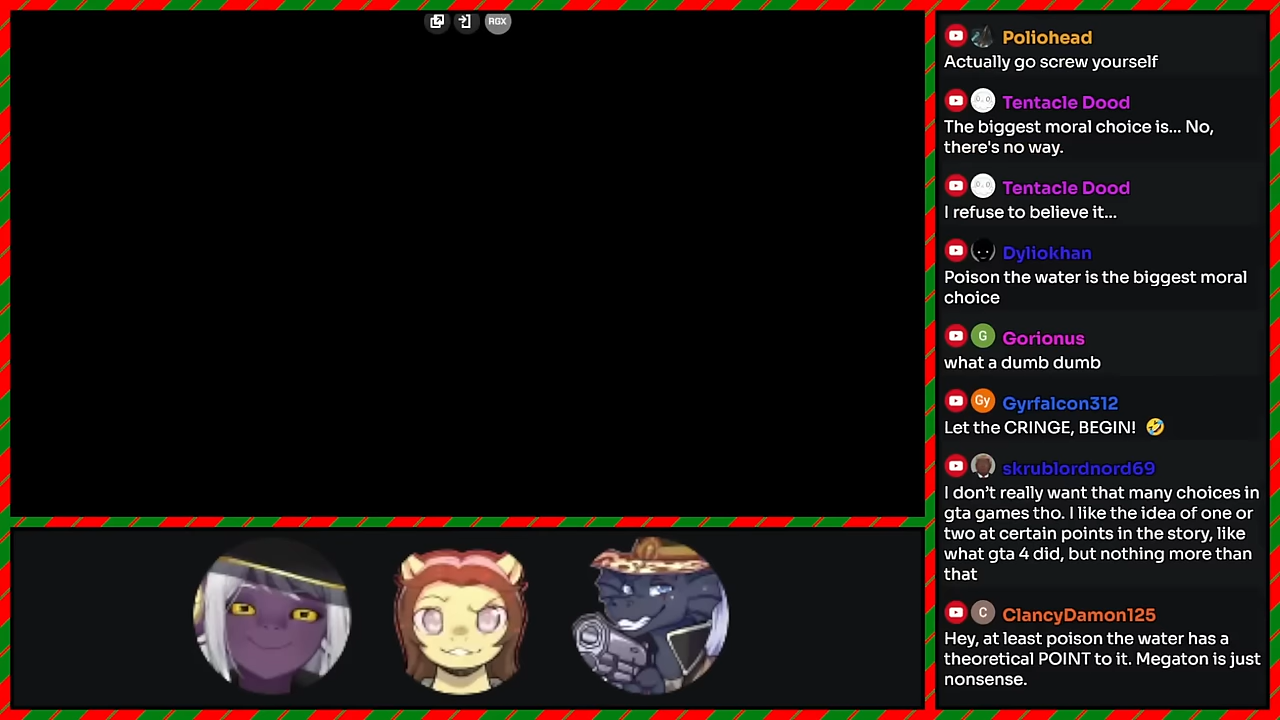 RGX
Poliohead
Actually go screw yourself
Tentacle Dood
The biggest moral choice is... No,
there's no way.
Tentacle Dood
I refuse to believe it...
Dyliokhan
Poison the water is the biggest moral
choice
G
Gorionus
what a dumb dumb
Gy
Gyrfalcon312
Let the CRINGE, BEGIN! 🤣
skrublordnord69
I don’t really want that many choices in
gta games tho. I like the idea of one or
two at certain points in the story, like
what gta 4 did, but nothing more than
that
C
ClancyDamon125
Hey, at least poison the water has a
theoretical POINT to it. Megaton is just
nonsense.